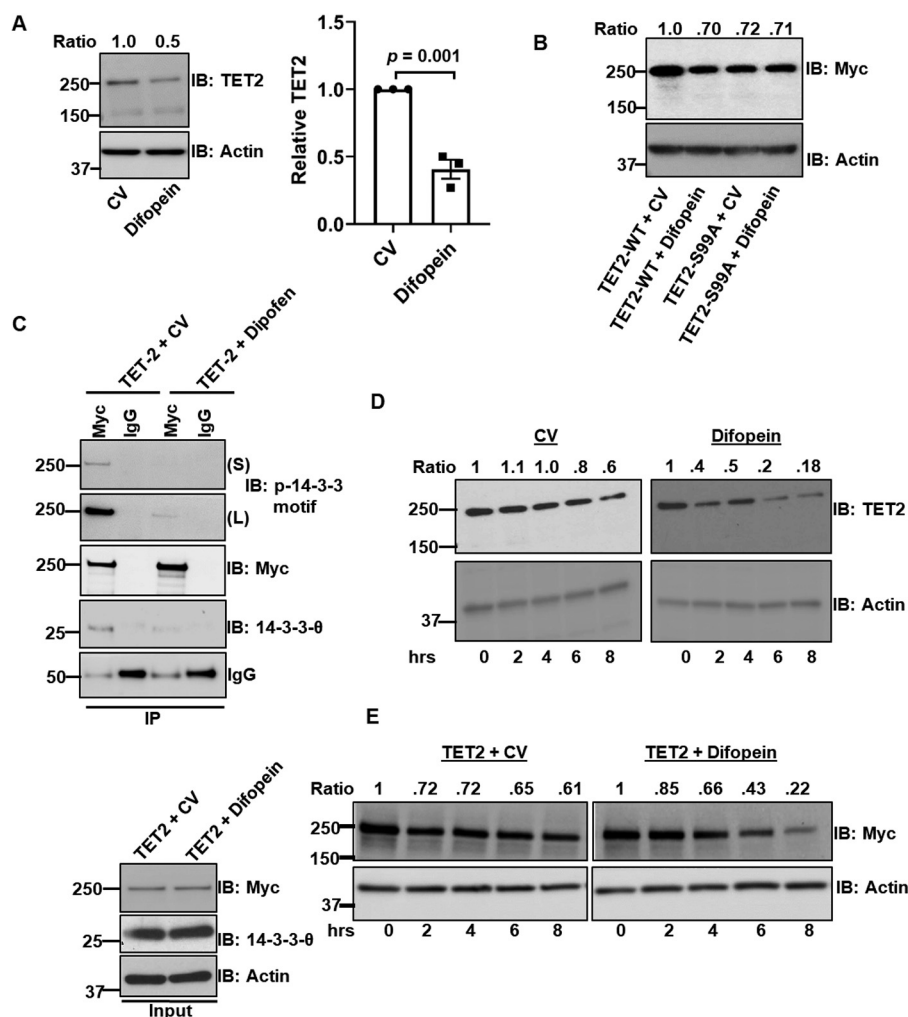 A
Ratio 1.0 0.5
250
150
37
IB: TET2
IB: Actin
CV
Difopein
Relative TET2
1.5
1.0
0.5
0.0
p = 0.001
CV
Difopein
B
Ratio 1.0 .70 .72 .71
250
150
37
IB: Myc
IB: Actin
TET2-WT + CV
TET2-WT + Difopein
TET2-S99A + CV
TET2-S99A + Difopein
C
TET-2 + CV
TET-2 + Dipofen
Myc IgG Myc IgG
250
(S)
IB: p-14-3-3
motif
250
(L)
250
IB: Myc
25
IB: 14-3-3-θ
50
IgG
IP
TET2 + CV
TET2 + Difopein
250
IB: Myc
25
IB: 14-3-3-θ
37
IB: Actin
Input
D
CV
Difopein
Ratio 1 1.1 1.0 .8 .6 1 .4 .5 .2 .18
250
150
37
IB: TET2
IB: Actin
hrs 0 2 4 6 8 0 2 4 6 8
E
TET2 + CV
TET2 + Difopein
Ratio 1 .72 .72 .65 .61 1 .85 .66 .43 .22
250
150
37
IB: Myc
IB: Actin
hrs 0 2 4 6 8 0 2 4 6 8